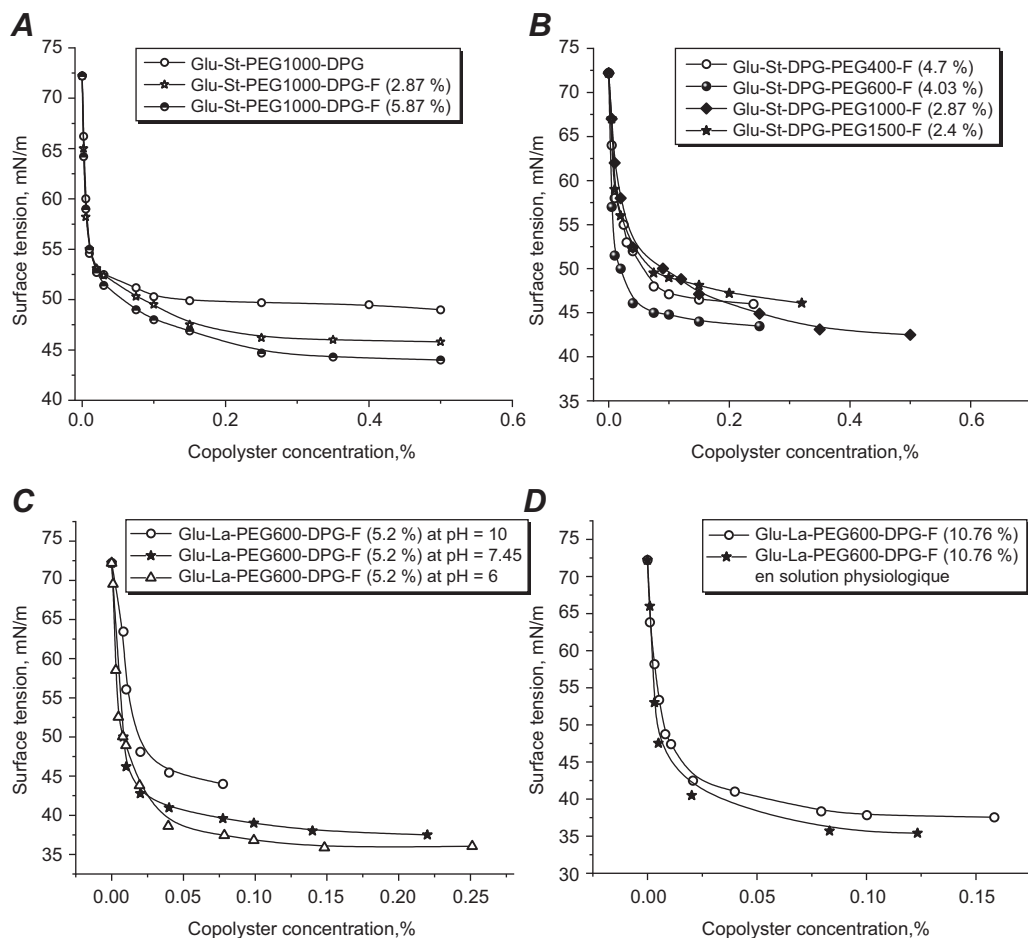 A
Glu-St-PEG1000-DPG
Glu-St-PEG1000-DPG-F (2.87 %)
Glu-St-PEG1000-DPG-F (5.87 %)
75
70
65
60
55
50
45
40
0.0
0.2
0.4
0.6
Surface tension, mN/m
Copolyster concentration,%
B
Glu-St-DPG-PEG400-F (4.7 %)
Glu-St-DPG-PEG600-F (4.03 %)
Glu-St-DPG-PEG1000-F (2.87 %)
Glu-St-DPG-PEG1500-F (2.4 %)
75
70
65
60
55
50
45
40
35
0.0
0.2
0.4
0.6
Surface tension, mN/m
Copolyster concentration,%
C
Glu-La-PEG600-DPG-F (5.2 %) at pH = 10
Glu-La-PEG600-DPG-F (5.2 %) at pH = 7.45
Glu-La-PEG600-DPG-F (5.2 %) at pH = 6
75
70
65
60
55
50
45
40
35
0.00
0.05
0.10
0.15
0.20
0.25
Surface tension, mN/m
Copolyster concentration,%
D
Glu-La-PEG600-DPG-F (10.76 %)
Glu-La-PEG600-DPG-F (10.76 %)
en solution physiologique
75
70
65
60
55
50
45
40
35
30
0.00
0.05
0.10
0.15
Surface tension, mN/m
Copolyster concentration,%